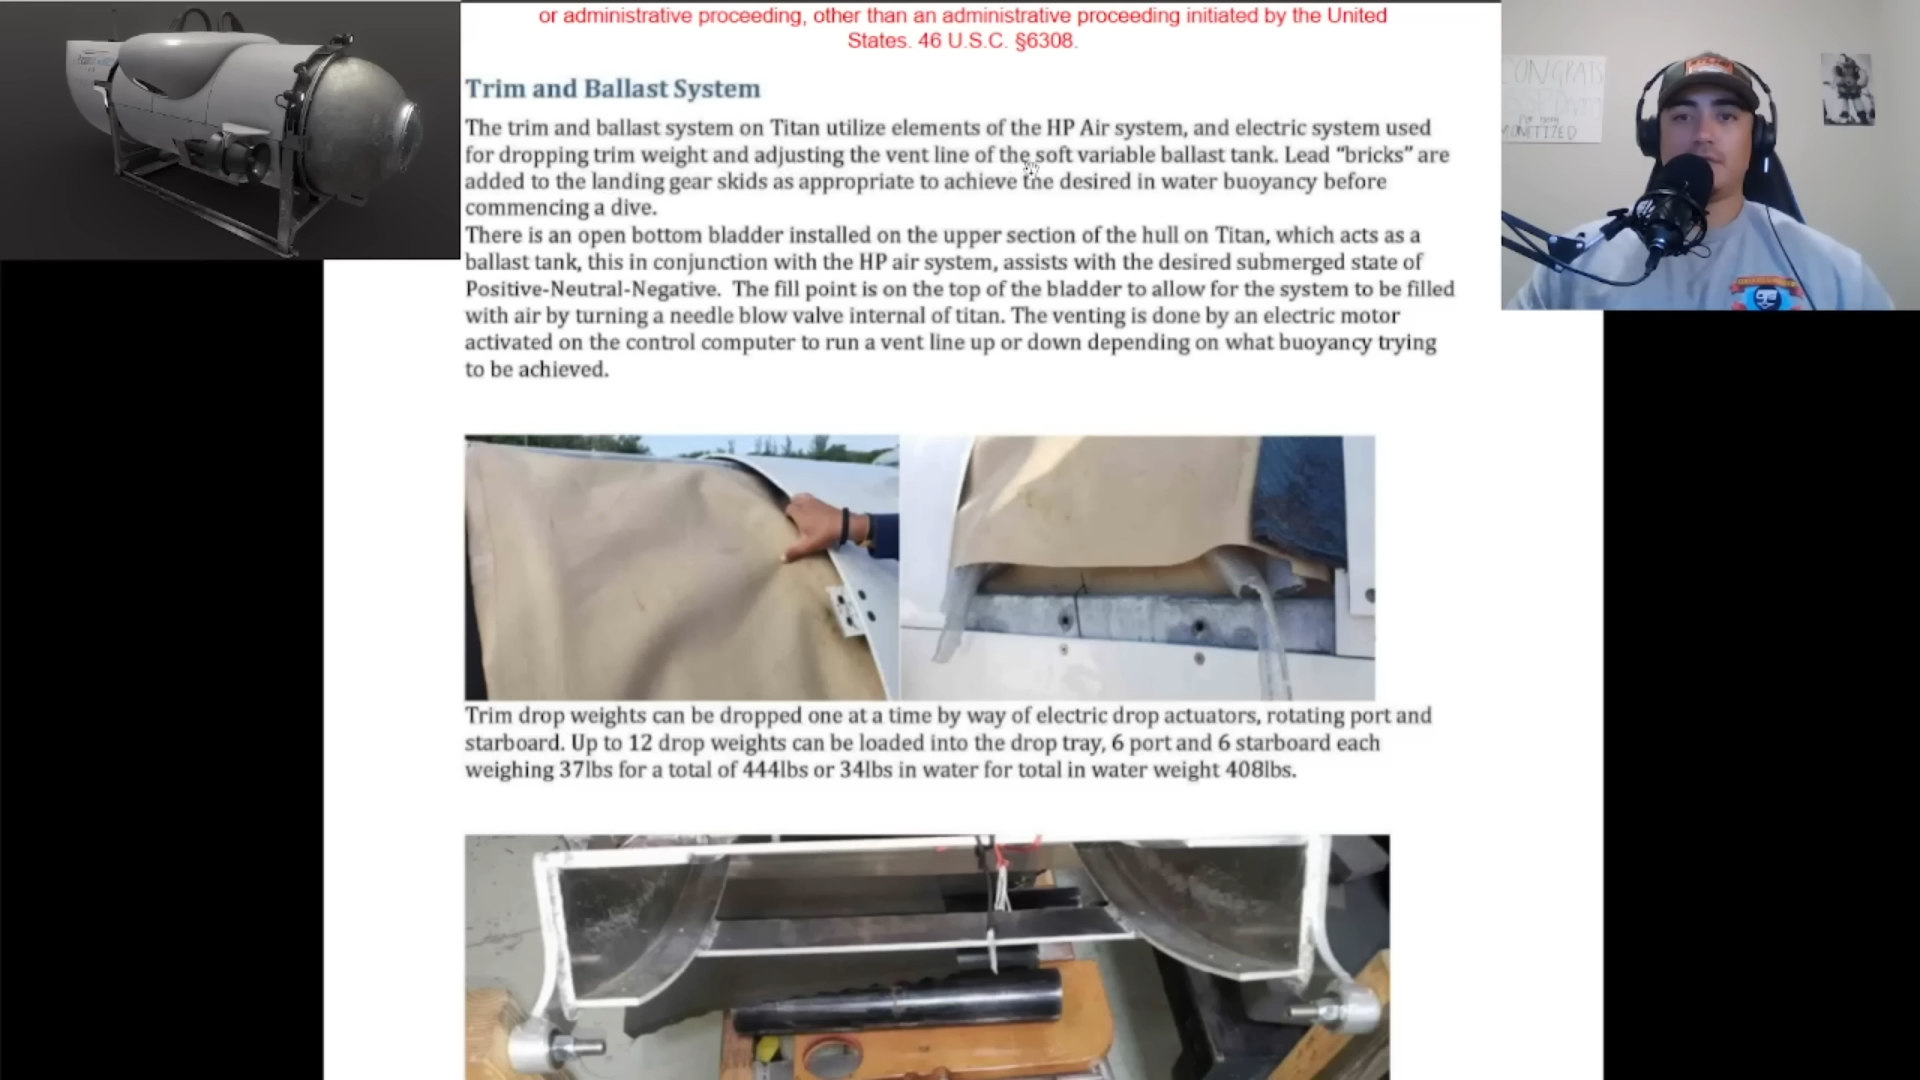 or administrative proceeding, other than an administrative proceeding initiated by the United
States. 46 U.S.C. §6308.
Trim and Ballast System
The trim and ballast system on Titan utilize elements of the HP Air system, and electric system used
for dropping trim weight and adjusting the vent line of the soft variable ballast tank. Lead “bricks” are
added to the landing gear skids as appropriate to achieve the desired in water buoyancy before
commencing a dive.
There is an open bottom bladder installed on the upper section of the hull on Titan, which acts as a
ballast tank, this in conjunction with the HP air system, assists with the desired submerged state of
Positive-Neutral-Negative.  The fill point is on the top of the bladder to allow for the system to be filled
with air by turning a needle blow valve internal of titan. The venting is done by an electric motor
activated on the control computer to run a vent line up or down depending on what buoyancy trying
to be achieved.
Trim drop weights can be dropped one at a time by way of electric drop actuators, rotating port and
starboard. Up to 12 drop weights can be loaded into the drop tray, 6 port and 6 starboard each
weighing 37lbs for a total of 444lbs or 34lbs in water for total in water weight 408lbs.